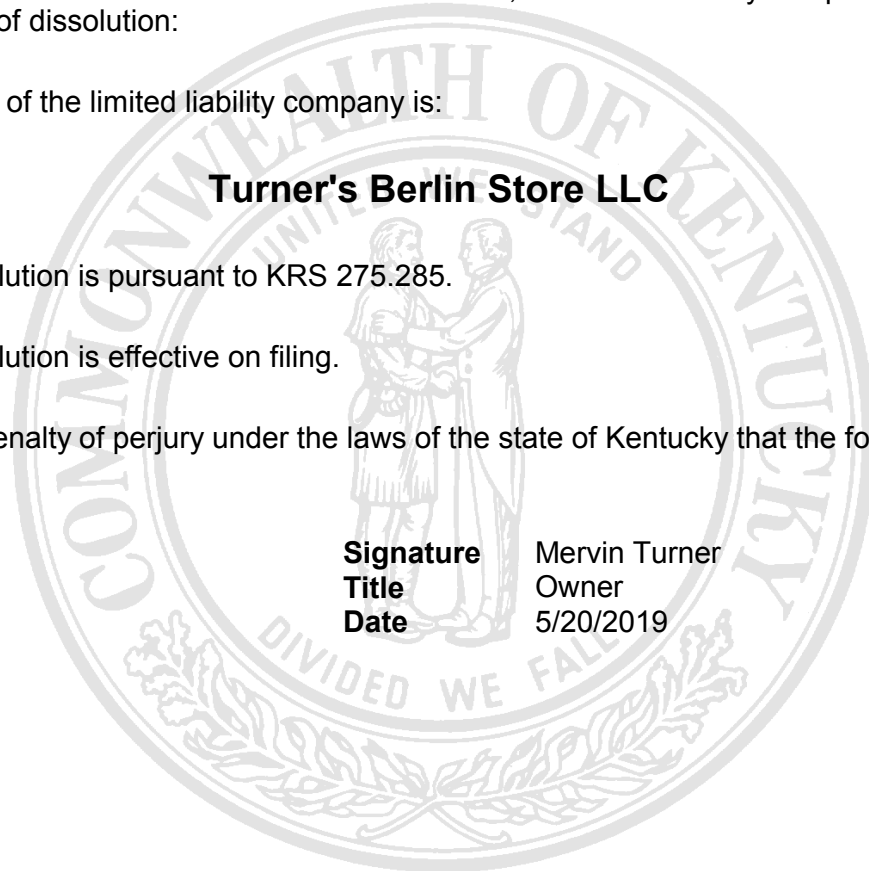 of dissolution:
of the limited liability company is:
Turner's Berlin Store LLC
lution is pursuant to KRS 275.285.
lution is effective on filing.
enalty of perjury under the laws of the state of Kentucky that the fo
Signature Mervin Turner
Title Owner
Date 5/20/2019
COMMONWEALTH OF KENTUCKY
UNITED WE STAND
DIVIDED WE FALL